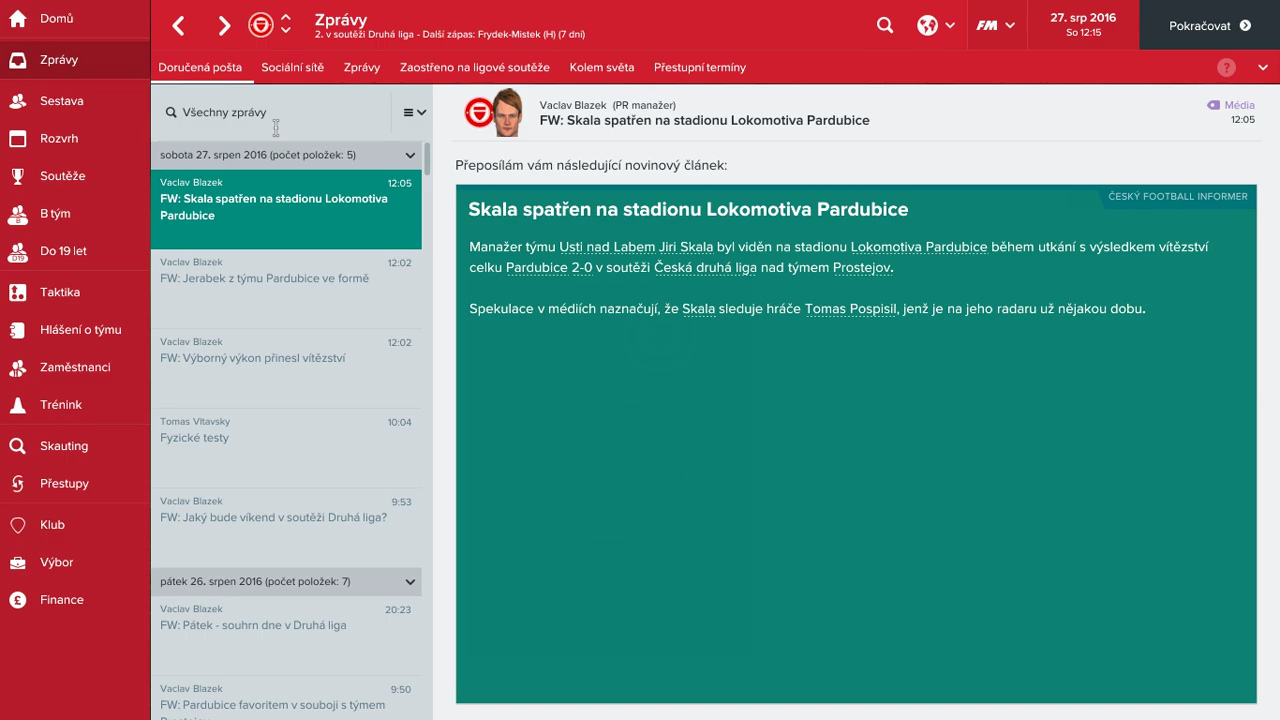 Domů
Zprávy
Sestava
Rozvrh
Soutěže
B tým
Do 19 let
Taktika
Hlášení o týmu
Zaměstnanci
Trénink
Skauting
Přestupy
Klub
Výbor
Finance
Zprávy
2. v soutěži Druhá liga - Další zápas: Frydek-Mistek (H) (7 dni)
FM
27. srp 2016
So 12:15
Pokračovat
Doručená pošta
Sociální sítě
Zprávy
Zaostřeno na ligové soutěže
Kolem světa
Přestupní termíny
?
Všechny zprávy
sobota 27. srpen 2016 (počet položek: 5)
Vaclav Blazek 12:05
FW: Skala spatřen na stadionu Lokomotiva
Pardubice
Vaclav Blazek 12:02
FW: Jerabek z týmu Pardubice ve formě
Vaclav Blazek 12:02
FW: Výborný výkon přinesl vítězství
Tomas Vltavsky 10:04
Fyzické testy
Vaclav Blazek 9:53
FW: Jaký bude víkend v soutěži Druhá liga?
pátek 26. srpen 2016 (počet položek: 7)
Vaclav Blazek 20:23
FW: Pátek - souhrn dne v Druhá liga
Vaclav Blazek 9:50
FW: Pardubice favoritem v souboji s týmem
Prostejov
Vaclav Blazek (PR manažer)
FW: Skala spatřen na stadionu Lokomotiva Pardubice
Média
12:05
Přeposílám vám následující novinový článek:
ČESKÝ FOOTBALL INFORMER
Skala spatřen na stadionu Lokomotiva Pardubice
Manažer týmu Usti nad Labem Jiri Skala byl viděn na stadionu Lokomotiva Pardubice během utkání s výsledkem vítězství
celku Pardubice 2-0 v soutěži Česká druhá liga nad týmem Prostejov.
Spekulace v médiích naznačují, že Skala sleduje hráče Tomas Pospisil, jenž je na jeho radaru už nějakou dobu.